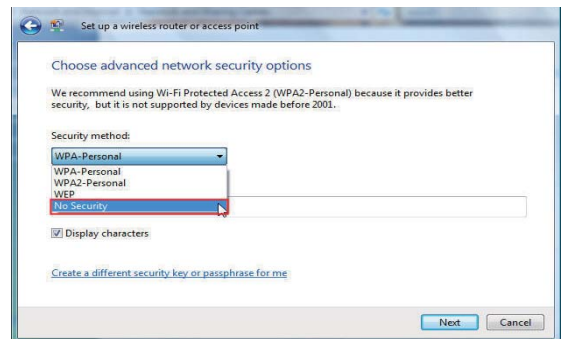 Set up a wireless router or access point
Choose advanced network security options
We recommend using Wi-Fi Protected Access 2 (WPA2-Personal) because it provides better
security, but it is not supported by devices made before 2001.
Security method:
WPA-Personal
WPA-Personal
WPA2-Personal
WEP
No Security
Display characters
Create a different security key or passphrase for me
Next Cancel